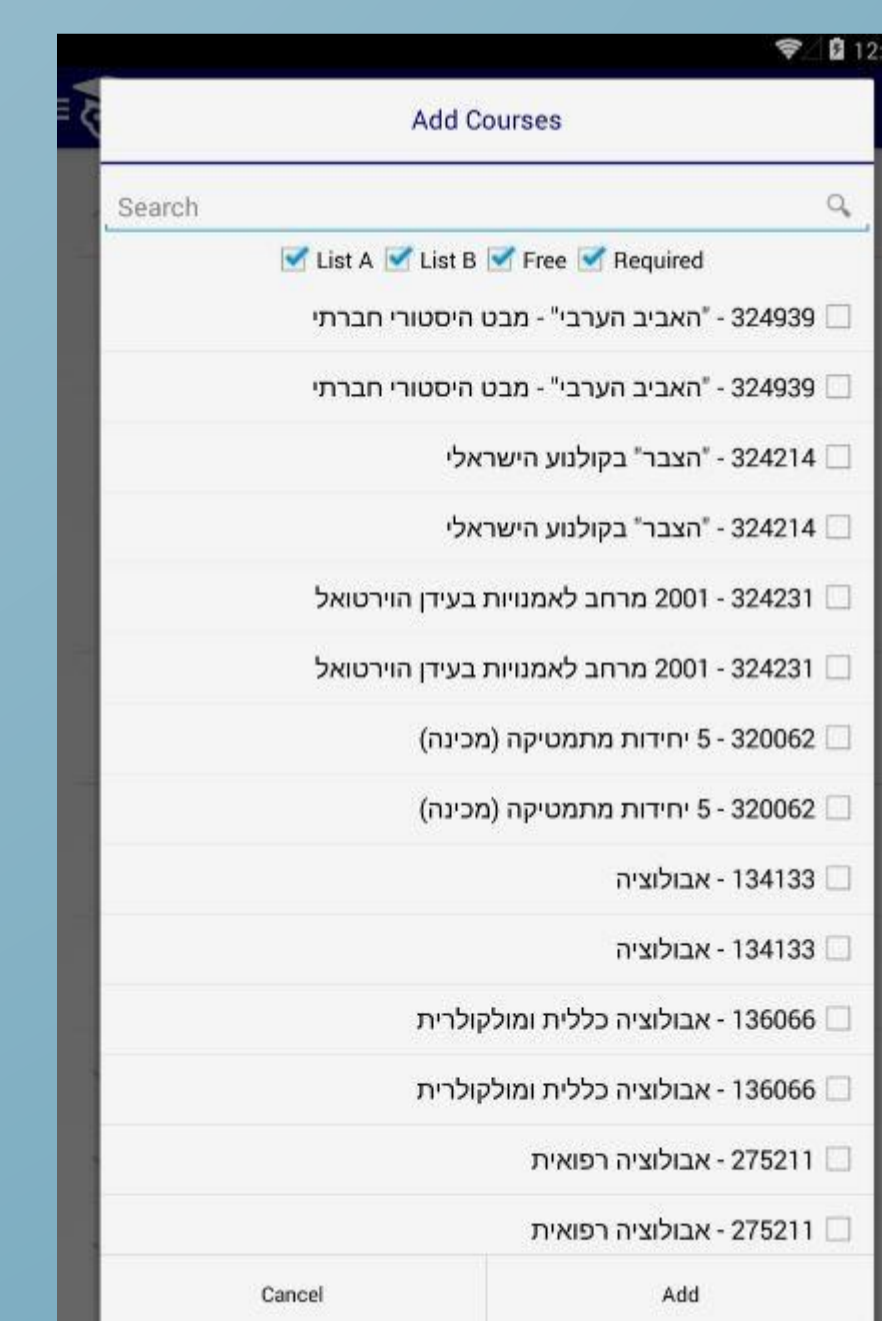 12:
Add Courses
Search
List A List B Free Required
324939 - "האביב הערבי" - מבט היסטורי חברתי
324939 - "האביב הערבי" - מבט היסטורי חברתי
324214 - "הצבר" בקולנוע הישראלי
324214 - "הצבר" בקולנוע הישראלי
324231 - 2001 מרחב לאמנויות בעידן הוירטואל
324231 - 2001 מרחב לאמנויות בעידן הוירטואל
320062 - 5 יחידות מתמטיקה (מכינה)
320062 - 5 יחידות מתמטיקה (מכינה)
134133 - אבולוציה
134133 - אבולוציה
136066 - אבולוציה כללית ומולקולרית
136066 - אבולוציה כללית ומולקולרית
275211 - אבולוציה רפואית
275211 - אבולוציה רפואית
Cancel Add